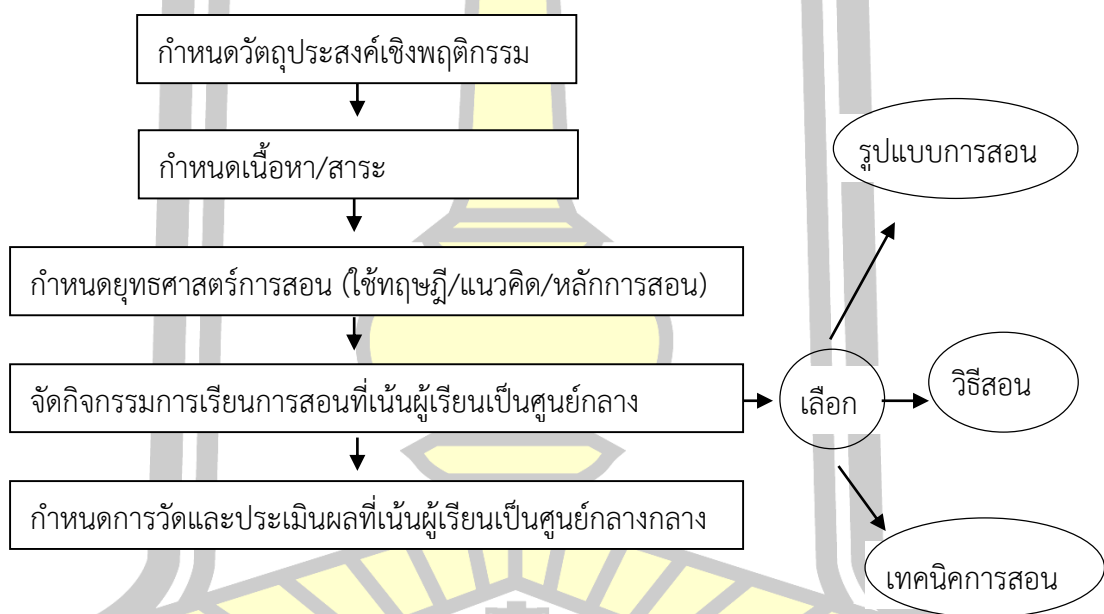 กำหนดวัตถุประสงค์เชิงพฤติกรรม
กำหนดเนื้อหา/สาระ
รูปแบบการสอน
กำหนดยุทธศาสตร์การสอน (ใช้ทฤษฎี/แนวคิด/หลักการสอน)
จัดกิจกรรมการเรียนการสอนที่เน้นผู้เรียนเป็นศูนย์กลาง
เลือก
วิธีสอน
กำหนดการวัดและประเมินผลที่เน้นผู้เรียนเป็นศูนย์กลางกลาง
เทคนิคการสอน